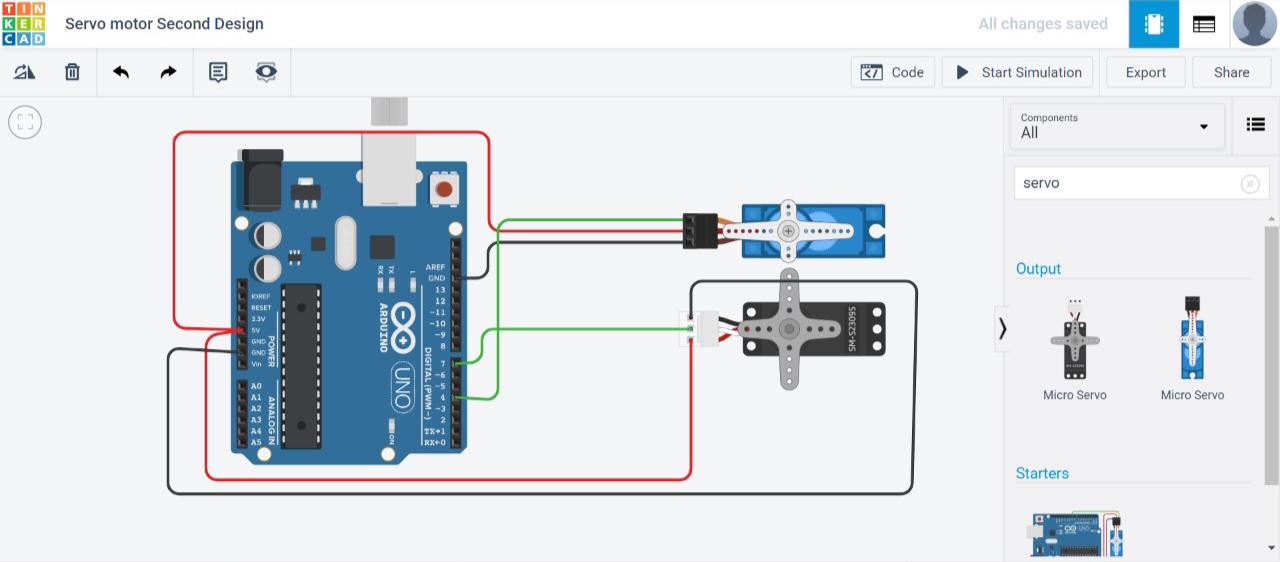 TIN
KER
CAD
Servo motor Second Design
All changes saved
Code
Start Simulation
Export
Share
Components
All
servo
Output
Micro Servo
Micro Servo
Starters
RX
TX
L
AREF
GND
13
12
~11
~10
~9
8
7
~6
~5
4
~3
2
TX→1
RX←0
DIGITAL (PWM~)
ARDUINO
UNO
ON
IOREF
RESET
3.3V
5V
GND
GND
Vin
POWER
A0
A1
A2
A3
A4
A5
ANALOG IN
SM-S2309S